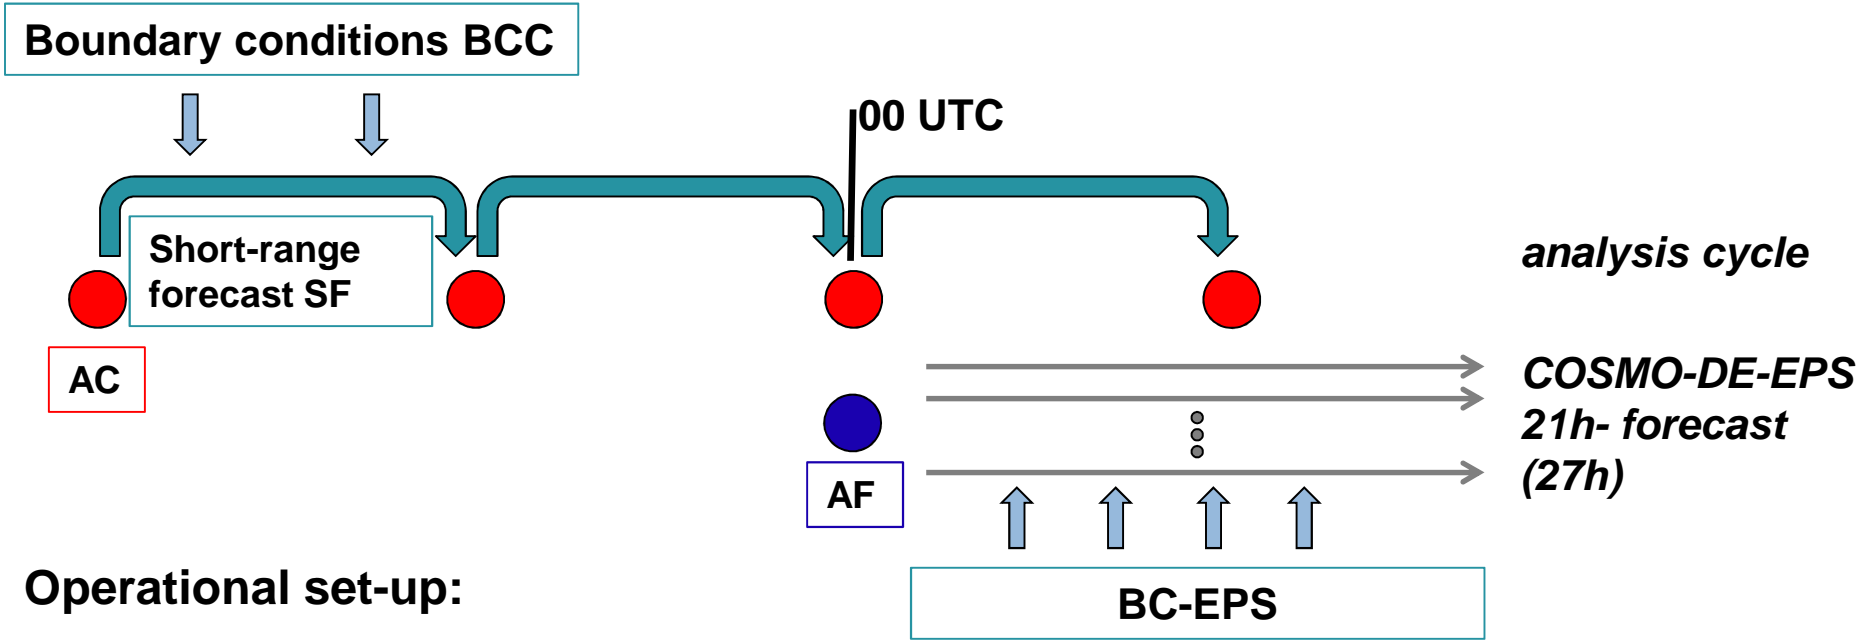 Boundary conditions BCC
00 UTC
Short-range
forecast SF
analysis cycle
AC
COSMO-DE-EPS
21h- forecast
(27h)
AF
Operational set-up:
BC-EPS